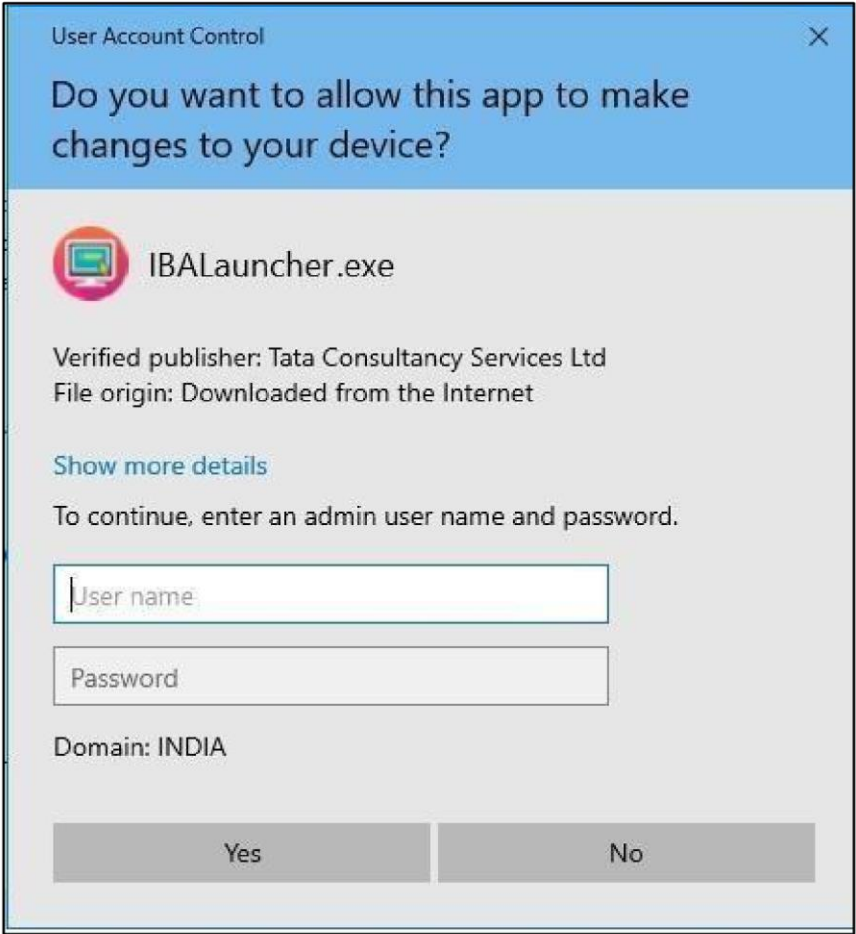 User Account Control
Do you want to allow this app to make
changes to your device?
IBALauncher.exe
Verified publisher: Tata Consultancy Services Ltd
File origin: Downloaded from the Internet
Show more details
To continue, enter an admin user name and password.
User name
Password
Domain: INDIA
Yes
No